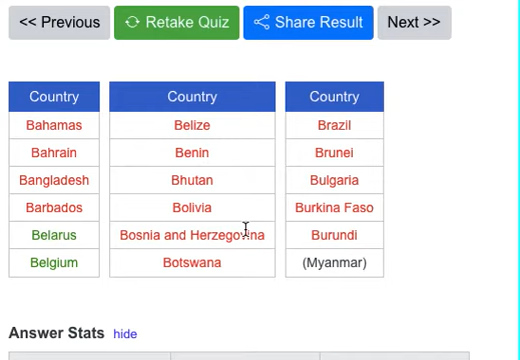 << Previous
Retake Quiz
Share Result
Next >>
Country
Bahamas
Bahrain
Bangladesh
Barbados
Belarus
Belgium
Country
Belize
Benin
Bhutan
Bolivia
Bosnia and Herzegovina
Botswana
Country
Brazil
Brunei
Bulgaria
Burkina Faso
Burundi
(Myanmar)
Answer Stats hide